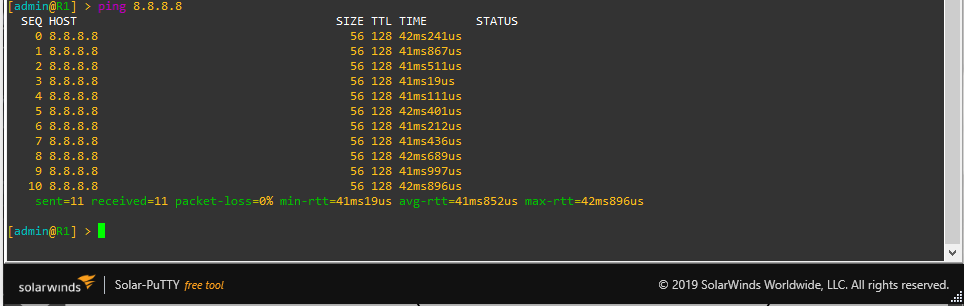 [admin@R1] > ping 8.8.8.8
SEQ HOST SIZE TTL TIME STATUS
0 8.8.8.8 56 128 42ms241us
1 8.8.8.8 56 128 41ms867us
2 8.8.8.8 56 128 41ms511us
3 8.8.8.8 56 128 41ms19us
4 8.8.8.8 56 128 41ms111us
5 8.8.8.8 56 128 42ms401us
6 8.8.8.8 56 128 41ms212us
7 8.8.8.8 56 128 41ms436us
8 8.8.8.8 56 128 42ms689us
9 8.8.8.8 56 128 41ms997us
10 8.8.8.8 56 128 42ms896us
sent=11 received=11 packet-loss=0% min-rtt=41ms19us avg-rtt=41ms852us max-rtt=42ms896us
[admin@R1] >
solarwinds Solar-PuTTY free tool © 2019 SolarWinds Worldwide, LLC. All rights reserved.